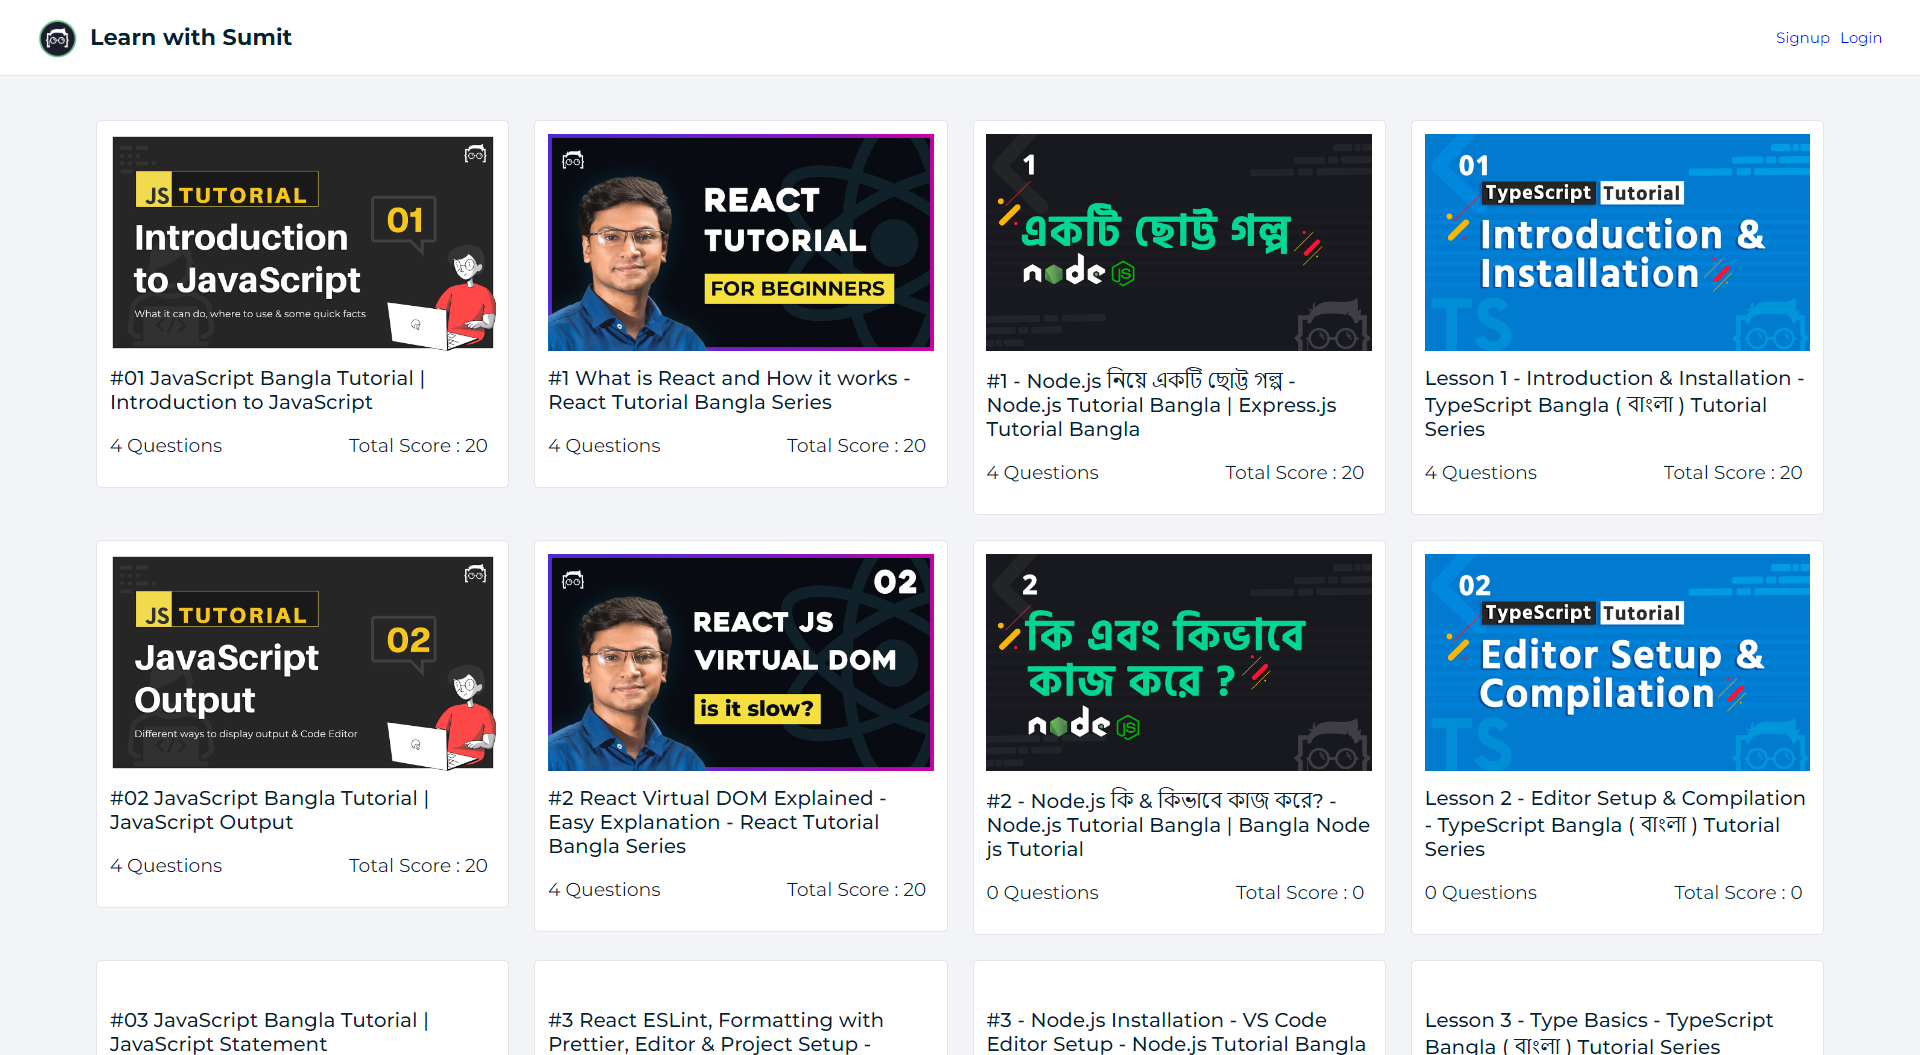 Learn with Sumit
Signup Login
JS TUTORIAL
01
Introduction
to JavaScript
What it can do, where to use & some quick facts
#01 JavaScript Bangla Tutorial |
Introduction to JavaScript
4 Questions Total Score : 20
REACT
TUTORIAL
FOR BEGINNERS
#1 What is React and How it works -
React Tutorial Bangla Series
4 Questions Total Score : 20
1
একটি ছোট্ট গল্প
node JS
#1 - Node.js নিয়ে একটি ছোট্ট গল্প -
Node.js Tutorial Bangla | Express.js
Tutorial Bangla
4 Questions Total Score : 20
01
TypeScript Tutorial
Introduction &
Installation
TS
Lesson 1 - Introduction & Installation -
TypeScript Bangla ( বাংলা ) Tutorial
Series
4 Questions Total Score : 20
JS TUTORIAL
02
JavaScript
Output
Different ways to display output & Code Editor
#02 JavaScript Bangla Tutorial |
JavaScript Output
4 Questions Total Score : 20
02
REACT JS
VIRTUAL DOM
is it slow?
#2 React Virtual DOM Explained -
Easy Explanation - React Tutorial
Bangla Series
4 Questions Total Score : 20
2
কি এবং কিভাবে
কাজ করে ?
node JS
#2 - Node.js কি & কিভাবে কাজ করে? -
Node.js Tutorial Bangla | Bangla Node
js Tutorial
0 Questions Total Score : 0
02
TypeScript Tutorial
Editor Setup &
Compilation
TS
Lesson 2 - Editor Setup & Compilation
- TypeScript Bangla ( বাংলা ) Tutorial
Series
0 Questions Total Score : 0
#03 JavaScript Bangla Tutorial |
JavaScript Statement
#3 React ESLint, Formatting with
Prettier, Editor & Project Setup -
#3 - Node.js Installation - VS Code
Editor Setup - Node.js Tutorial Bangla
Lesson 3 - Type Basics - TypeScript
Bangla ( বাংলা ) Tutorial Series